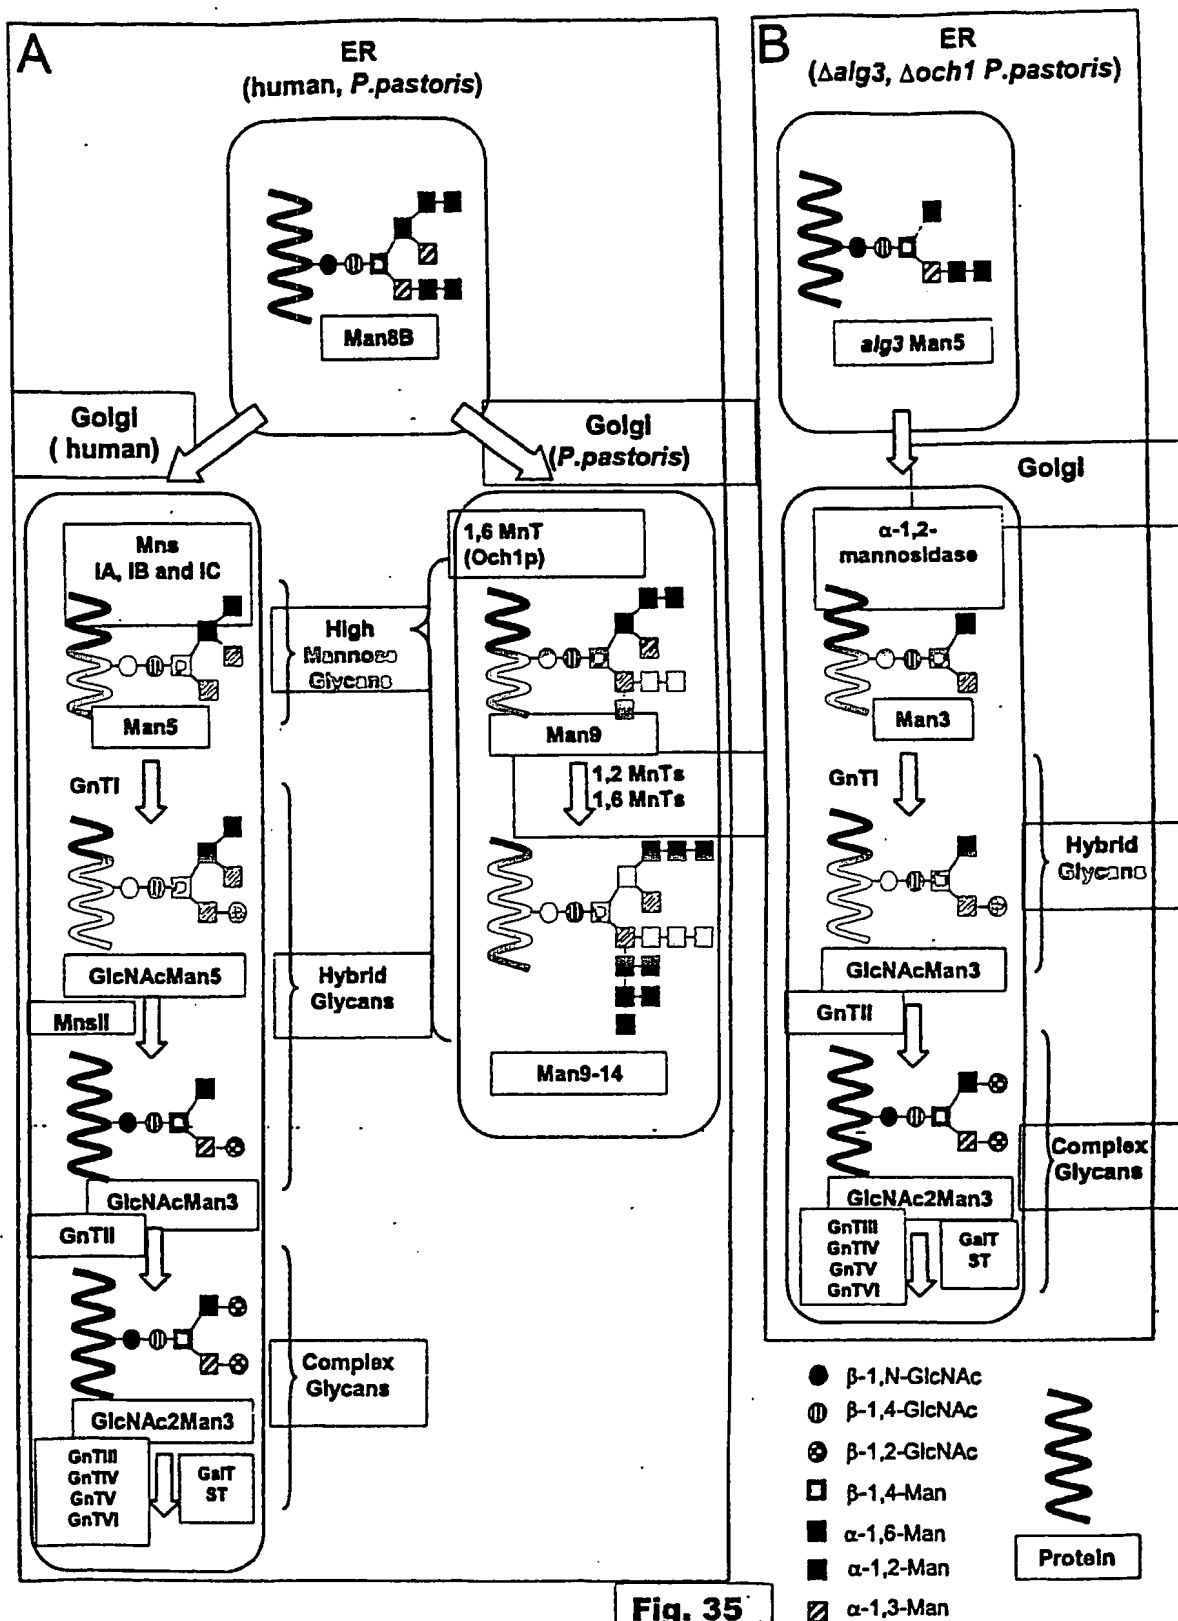 A
ER
(human, P.pastoris)
Man8B
Golgi
( human)
Golgi
(P.pastoris)
Mns
IA, IB and IC
Man5
GnTI
GlcNAcMan5
MnsII
GlcNAcMan3
GnTII
GlcNAc2Man3
GnTIII
GnTIV
GnTV
GnTVI
GalT
ST
High
Mannose
Glycans
Hybrid
Glycans
Complex
Glycans
1,6 MnT
(Och1p)
Man9
1,2 MnTs
1,6 MnTs
Man9-14
B
ER
(Δalg3, Δoch1 P.pastoris)
alg3 Man5
Golgi
α-1,2-
mannosidase
Man3
GnTI
GlcNAcMan3
GnTII
GlcNAc2Man3
GnTIII
GnTIV
GnTV
GnTVI
GalT
ST
Hybrid
Glycans
Complex
Glycans
β-1,N-GlcNAc
β-1,4-GlcNAc
β-1,2-GlcNAc
β-1,4-Man
α-1,6-Man
α-1,2-Man
α-1,3-Man
Protein
Fig. 35